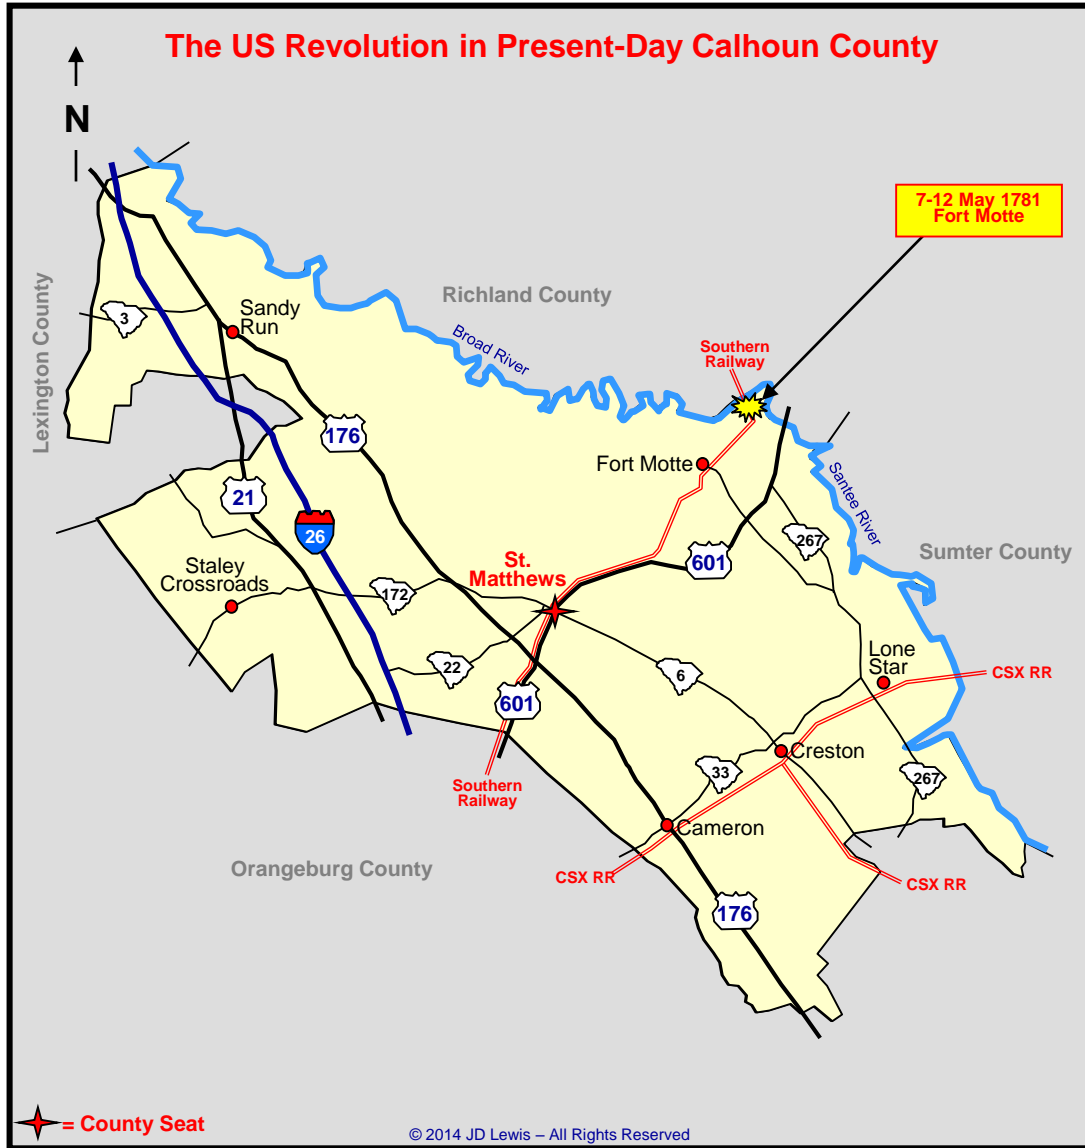 The US Revolution in Present-Day Calhoun County
N
7-12 May 1781
Fort Motte
Lexington County
Richland County
3
Sandy
Run
Broad River
Southern
Railway
176
Fort Motte
Santee River
21
26
267
Sumter County
601
St.
Matthews
Staley
Crossroads
172
22
6
Lone
Star
CSX RR
601
Creston
33
267
Southern
Railway
Cameron
Orangeburg County
CSX RR
CSX RR
176
= County Seat
© 2014 JD Lewis – All Rights Reserved